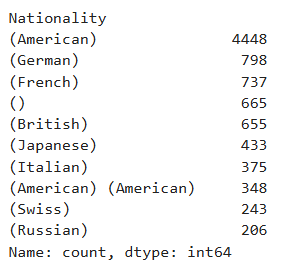 Nationality
(American) 4448
(German) 798
(French) 737
() 665
(British) 655
(Japanese) 433
(Italian) 375
(American) (American) 348
(Swiss) 243
(Russian) 206
Name: count, dtype: int64